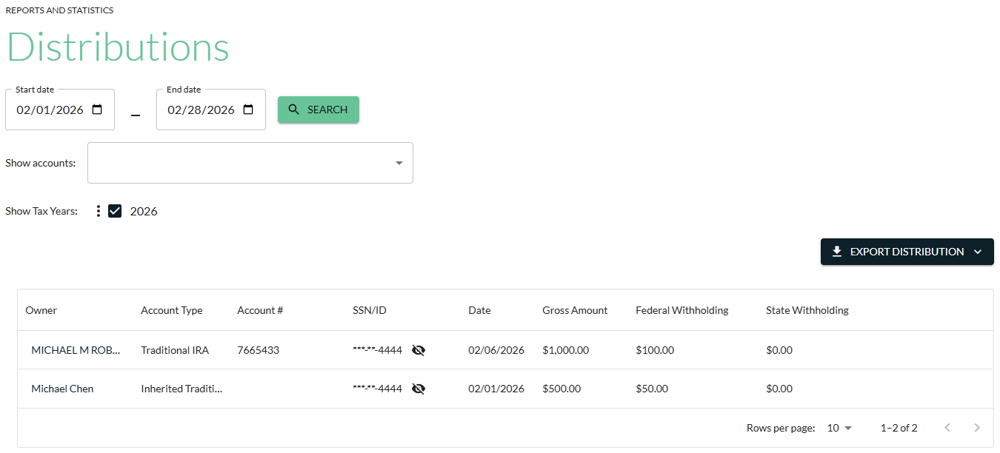 REPORTS AND STATISTICS
Distributions
Start date
02/01/2026
–
End date
02/28/2026
SEARCH
Show accounts:
Show Tax Years: 2026
EXPORT DISTRIBUTION
Owner Account Type Account # SSN/ID Date Gross Amount Federal Withholding State Withholding
MICHAEL M ROB... Traditional IRA 7665433 ***-**-4444 02/06/2026 $1,000.00 $100.00 $0.00
Michael Chen Inherited Traditi... ***-**-4444 02/01/2026 $500.00 $50.00 $0.00
Rows per page: 10 1–2 of 2